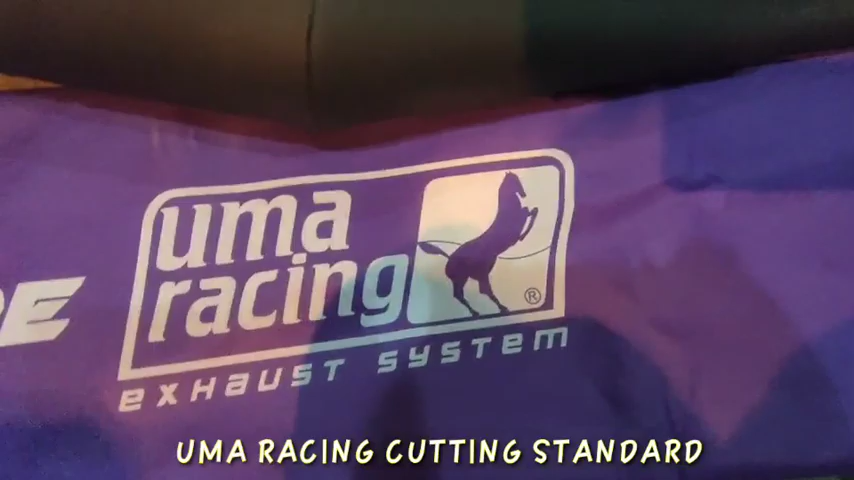 uma
racing
®
EXHAUST SYSTEM
UMA RACING CUTTING STANDARD